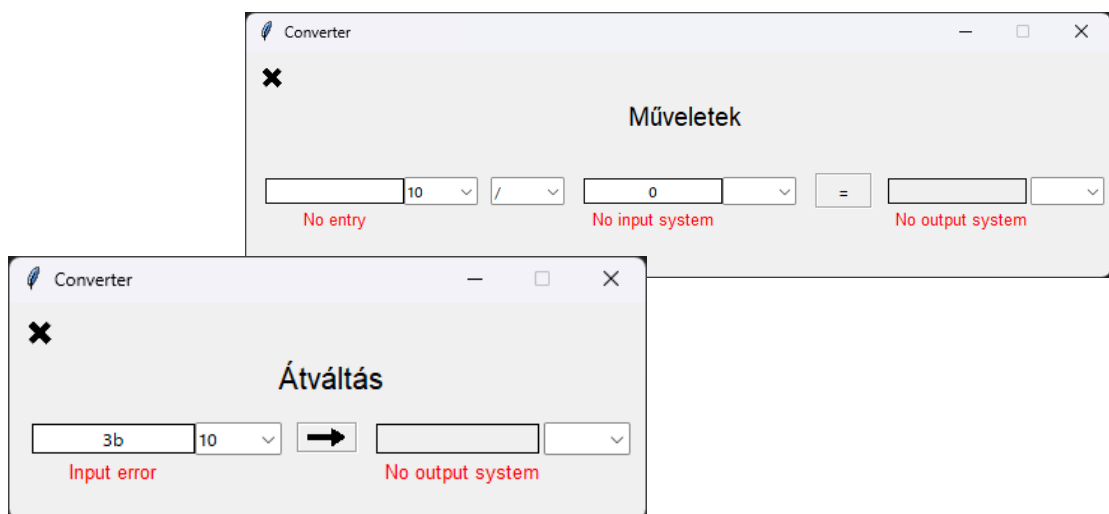 Converter
Műveletek
10 / 0 =
No entry No input system No output system
Converter
Átváltás
3b 10
Input error No output system